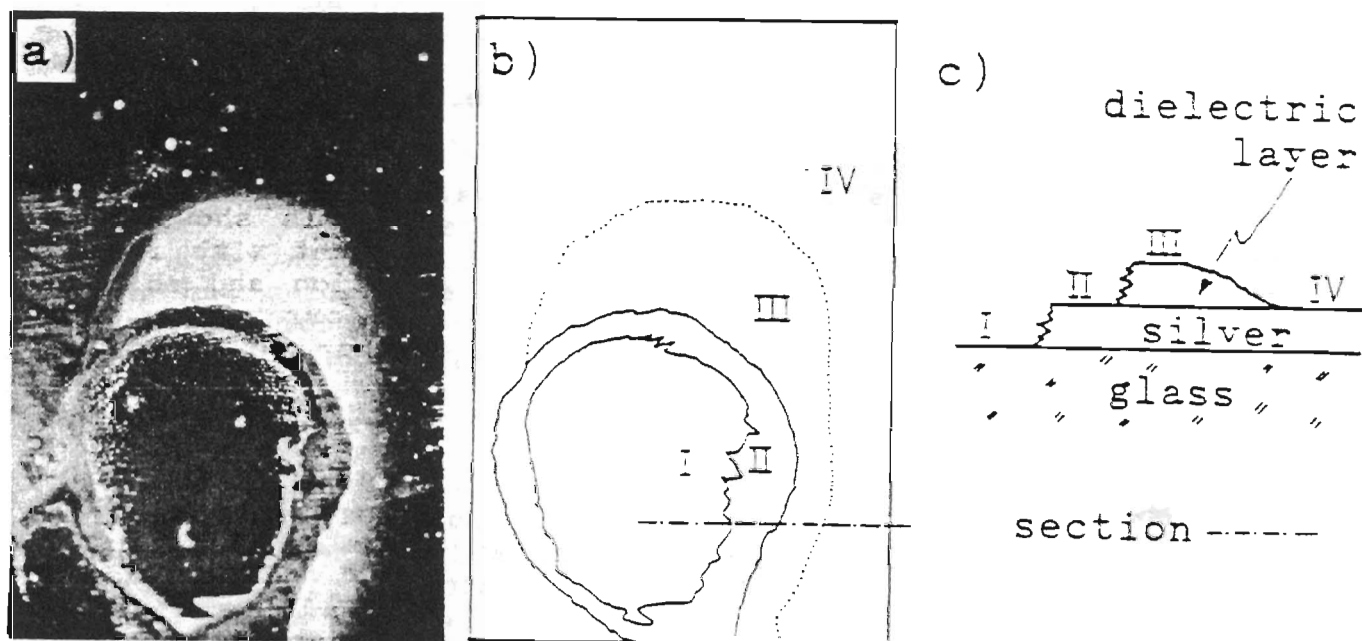 a)
b)
IV
III
I
II
c)
dielectric
layer
III
II
IV
I
silver
glass
section